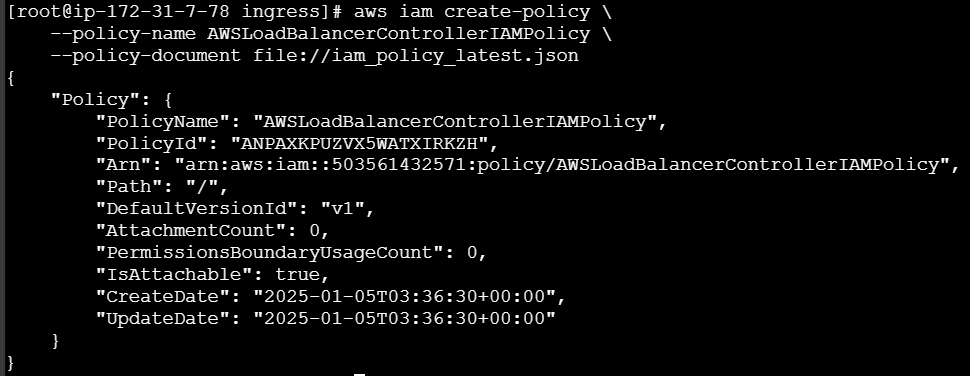 [root@ip-172-31-7-78 ingress]# aws iam create-policy \
    --policy-name AWSLoadBalancerControllerIAMPolicy \
    --policy-document file://iam_policy_latest.json
{
    "Policy": {
        "PolicyName": "AWSLoadBalancerControllerIAMPolicy",
        "PolicyId": "ANPAXKPUZVX5WATXIRKZH",
        "Arn": "arn:aws:iam::503561432571:policy/AWSLoadBalancerControllerIAMPolicy",
        "Path": "/",
        "DefaultVersionId": "v1",
        "AttachmentCount": 0,
        "PermissionsBoundaryUsageCount": 0,
        "IsAttachable": true,
        "CreateDate": "2025-01-05T03:36:30+00:00",
        "UpdateDate": "2025-01-05T03:36:30+00:00"
    }
}